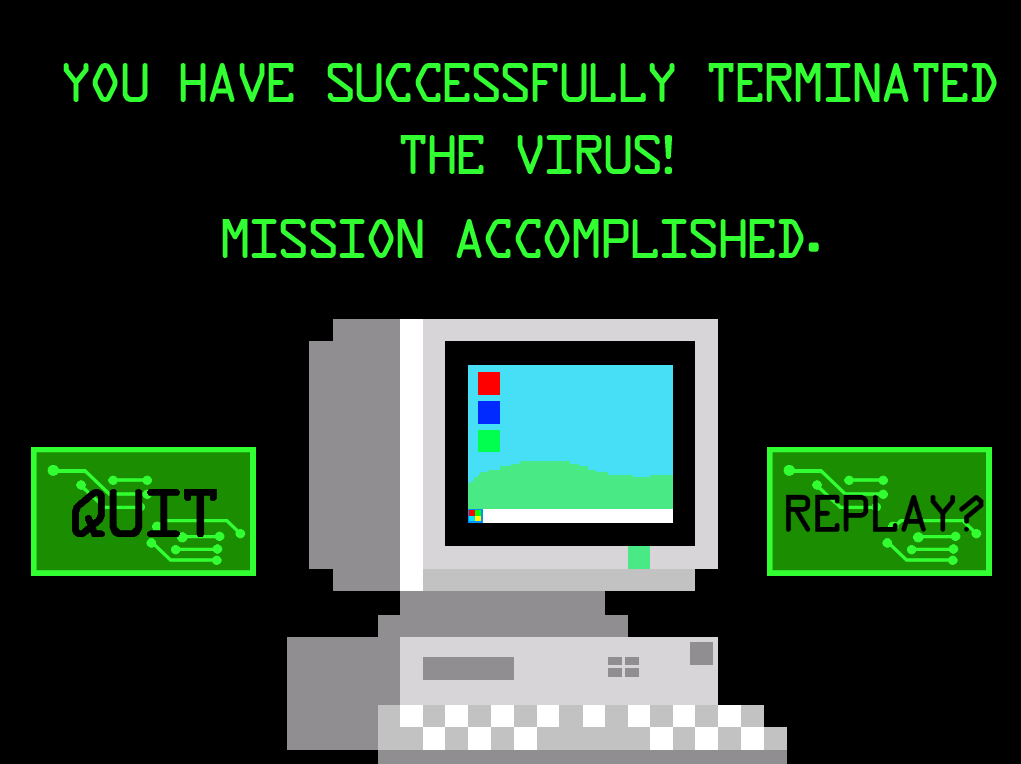 YOU HAVE SUCCESSFULLY TERMINATED
THE VIRUS!
MISSION ACCOMPLISHED.
QUIT
REPLAY?